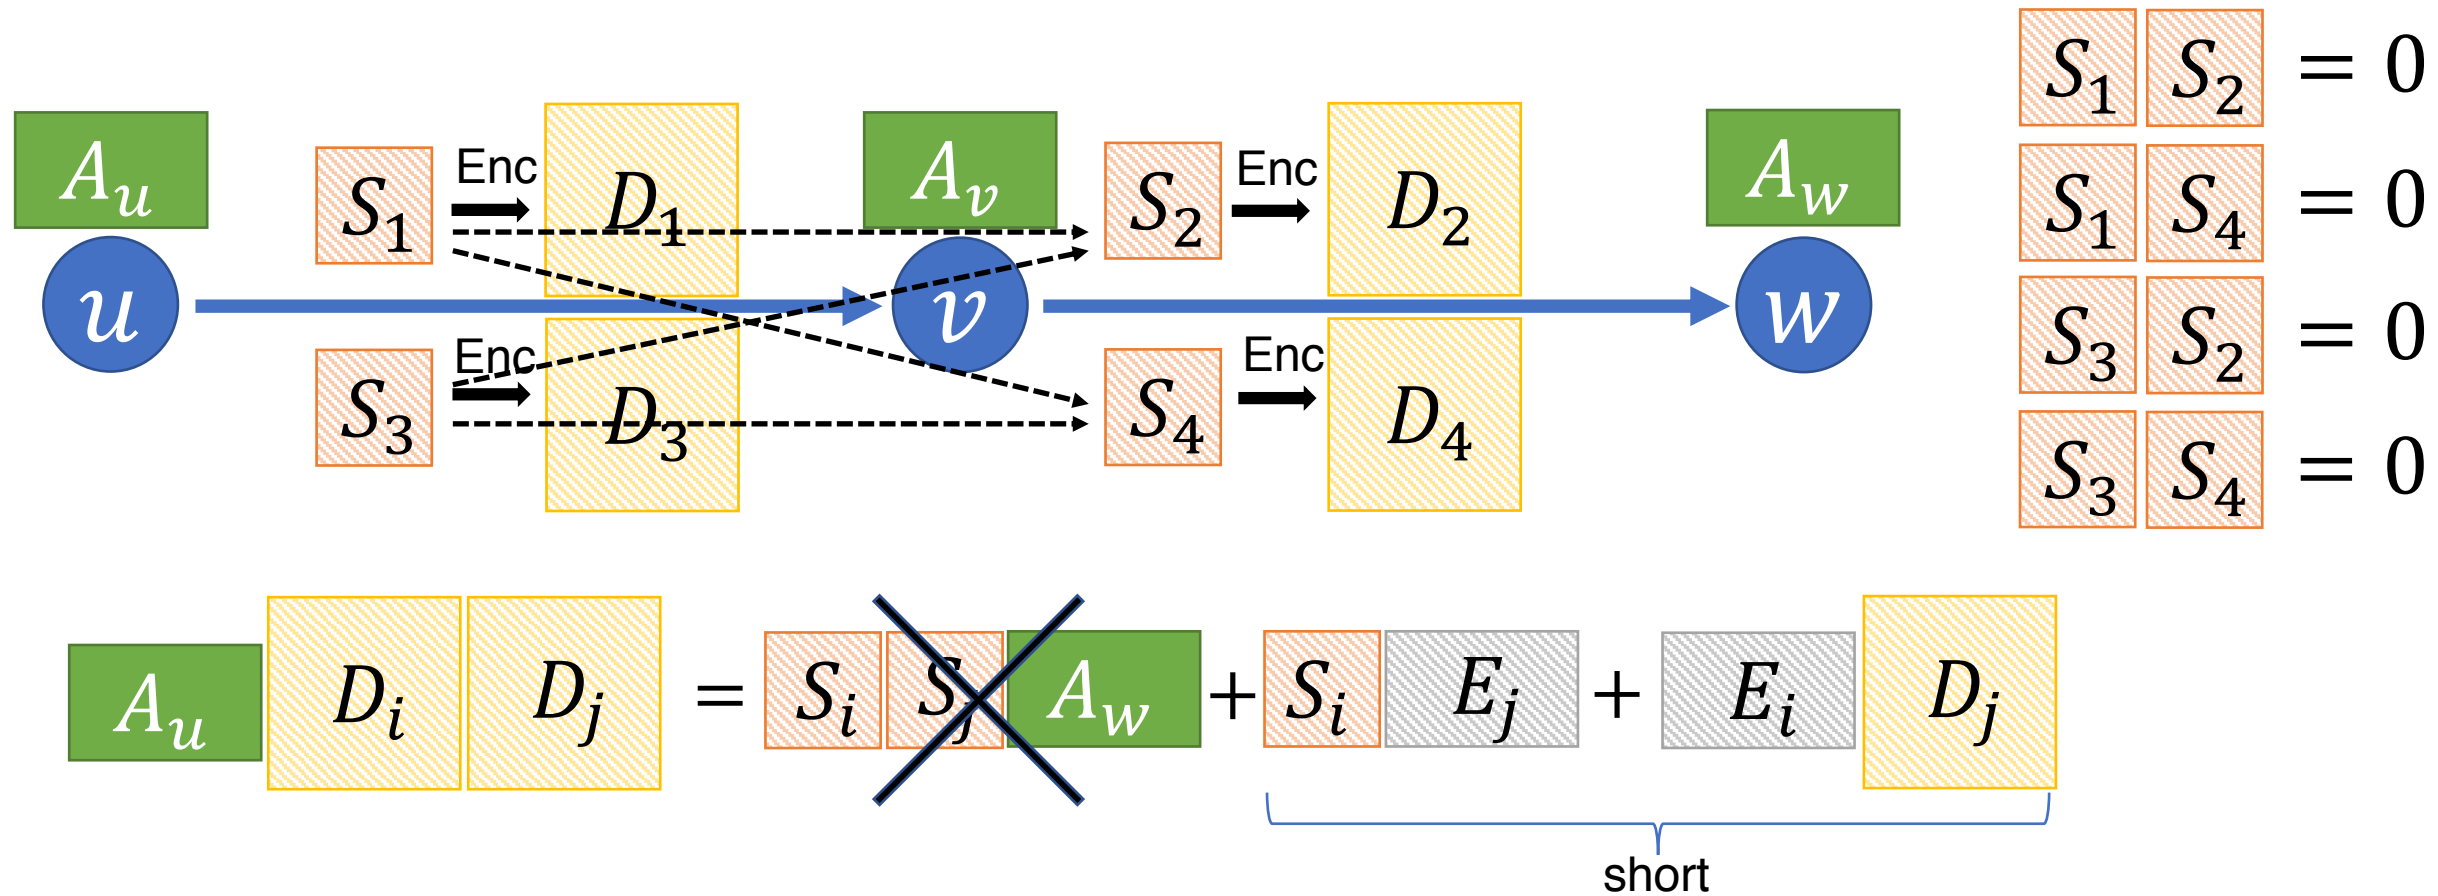 A_u S_1 Enc D_1 A_v S_2 Enc D_2 A_w
u v w
S_3 Enc D_3 S_4 Enc D_4
S_1 S_2 = 0
S_1 S_4 = 0
S_3 S_2 = 0
S_3 S_4 = 0
A_u D_i D_j = S_i S_j A_w + S_i E_j + E_i D_j
short